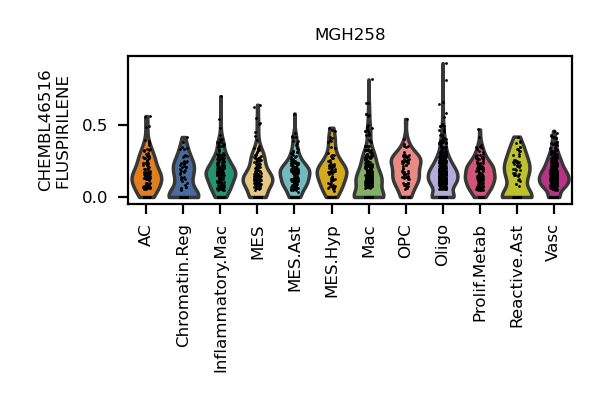 MGH258
CHEMBL46516
FLUSPIRILENE
0.5
0.0
AC
Chromatin.Reg
Inflammatory.Mac
MES
MES.Ast
MES.Hyp
Mac
OPC
Oligo
Prolif.Metab
Reactive.Ast
Vasc